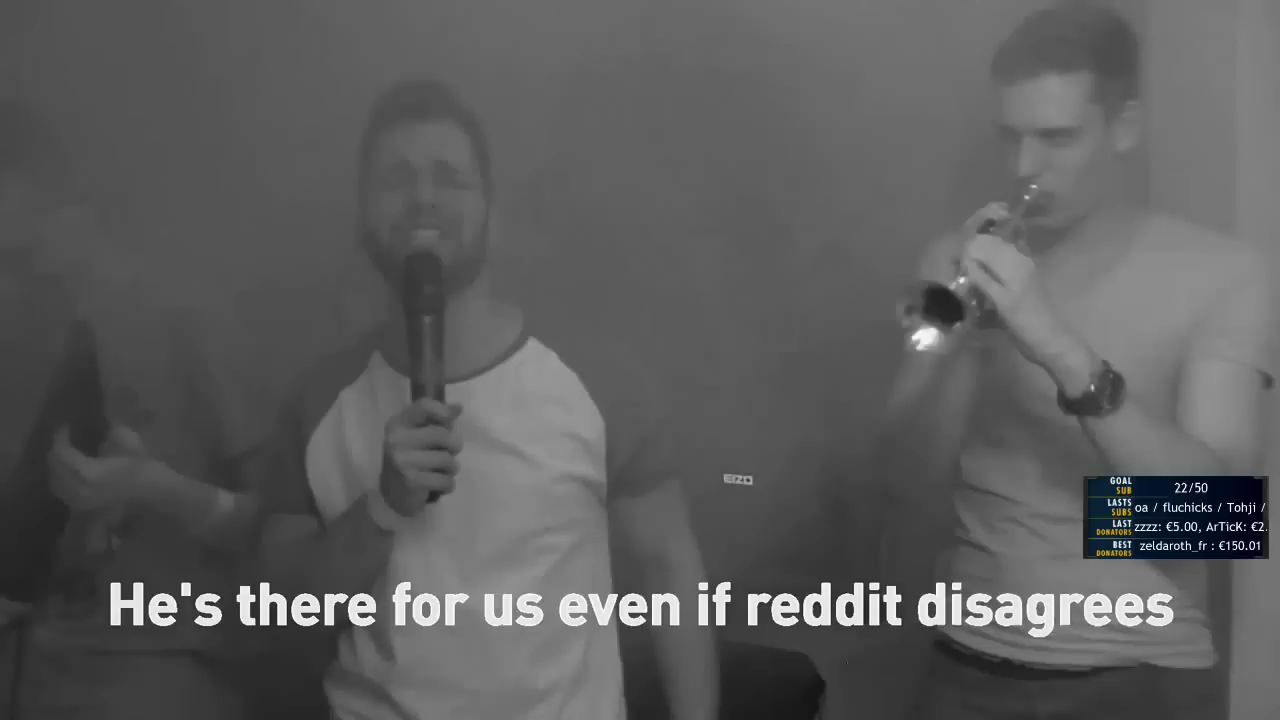 EIZO
GOAL SUB 22/50
LASTS SUBS oa / fluchicks / Tohji /
LAST DONATORS zzzz: €5.00, ArTicK: €2.
BEST DONATORS zeldaroth_fr : €150.01
He's there for us even if reddit disagrees